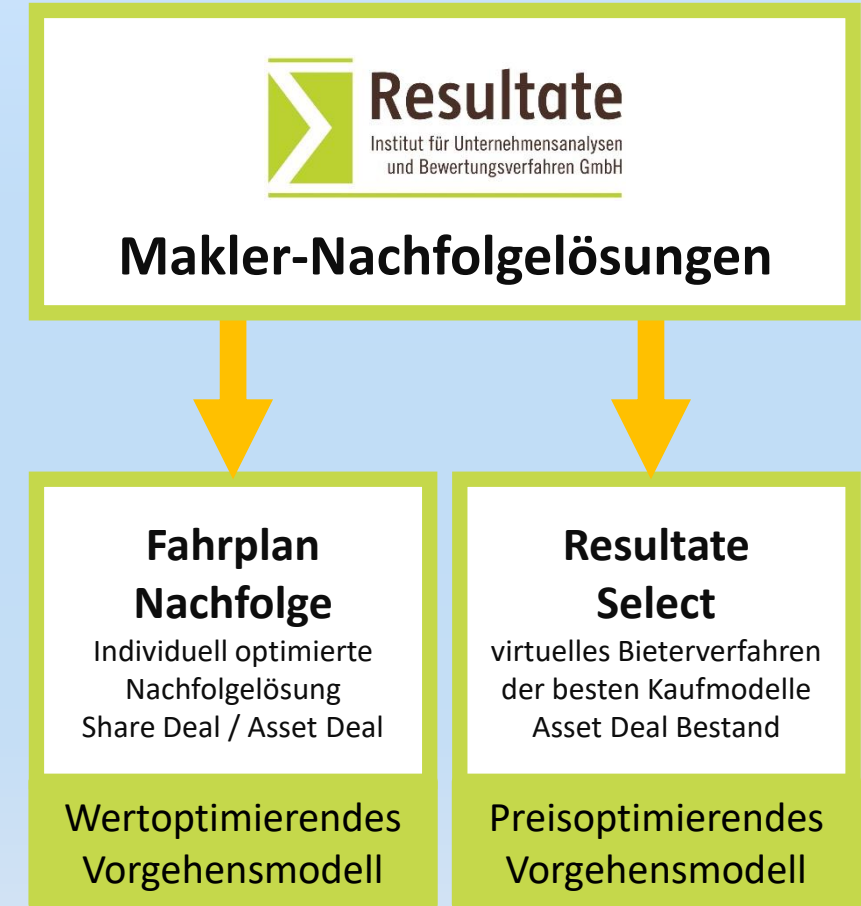 Resultate
Institut für Unternehmensanalysen
und Bewertungsverfahren GmbH
Makler-Nachfolgelösungen
Fahrplan
Nachfolge
Individuell optimierte
Nachfolgelösung
Share Deal / Asset Deal
Wertoptimierendes
Vorgehensmodell
Resultate
Select
virtuelles Bieterverfahren
der besten Kaufmodelle
Asset Deal Bestand
Preisoptimierendes
Vorgehensmodell